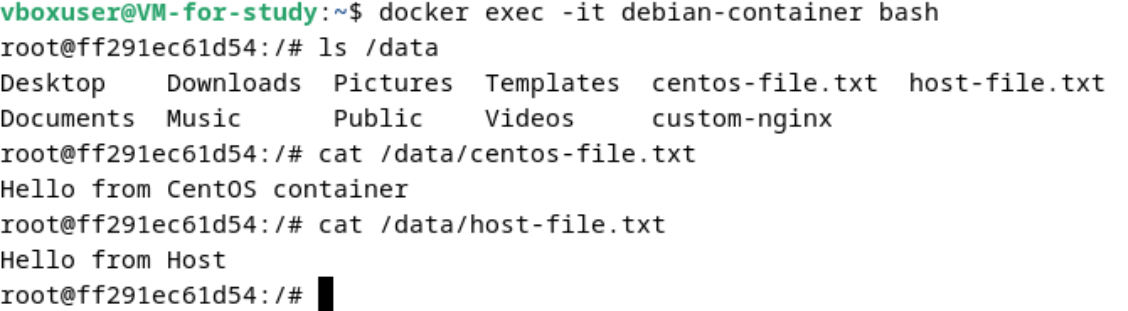 vboxuser@VM-for-study:~$ docker exec -it debian-container bash
root@ff291ec61d54:/# ls /data
Desktop    Downloads  Pictures  Templates  centos-file.txt  host-file.txt
Documents  Music      Public    Videos     custom-nginx
root@ff291ec61d54:/# cat /data/centos-file.txt
Hello from CentOS container
root@ff291ec61d54:/# cat /data/host-file.txt
Hello from Host
root@ff291ec61d54:/#